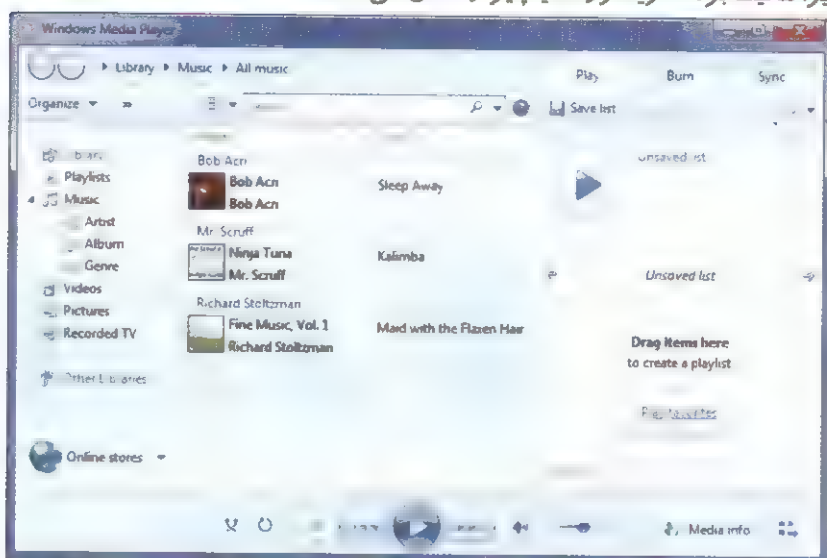 Windows Media Player
Library ▸ Music ▸ All music
Play Burn Sync
Organize »
Save list
Playlists
Music
Artist
Album
Genre
Videos
Pictures
Recorded TV
Other Libraries
Online stores
Bob Acri
Bob Acri Sleep Away
Bob Acri
Mr. Scruff
Ninja Tuna Kalimba
Mr. Scruff
Richard Stoltzman
Fine Music, Vol. 1 Maid with the Flaxen Hair
Richard Stoltzman
Unsaved list
Unsaved list
Drag items here
to create a playlist
Media info